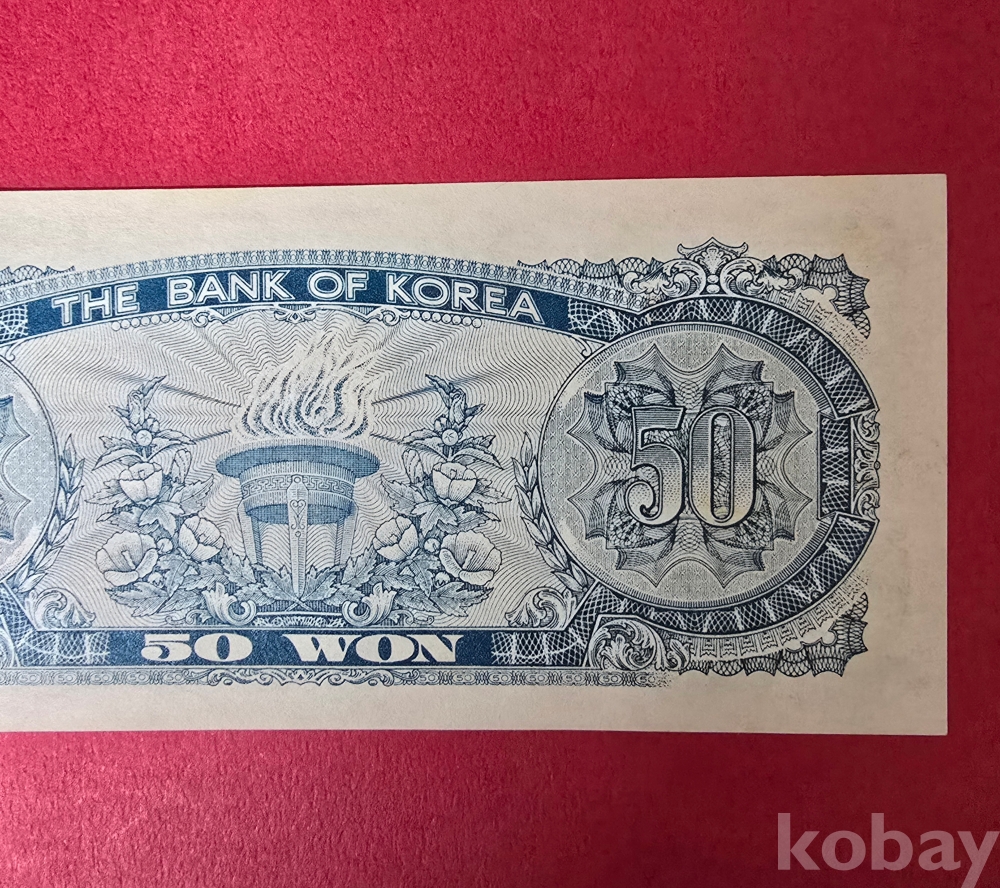 THE BANK OF KOREA
50
50 WON
kobay